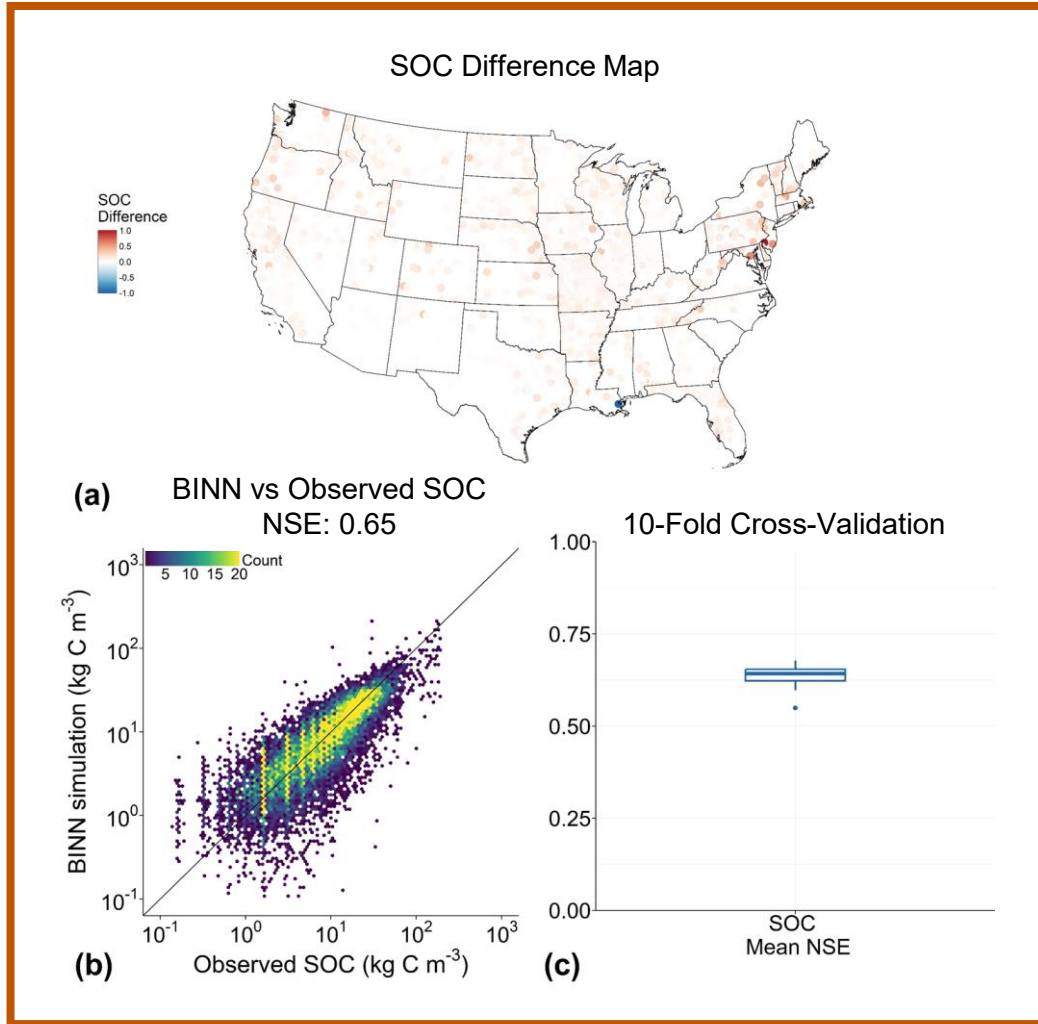 SOC Difference Map
SOC
Difference
1.0
0.5
0.0
-0.5
-1.0
(a)
BINN vs Observed SOC
NSE: 0.65
Count
5 10 15 20
10³
10²
10¹
10⁰
10⁻¹
BINN simulation (kg C m⁻³)
10⁻¹ 10⁰ 10¹ 10² 10³
Observed SOC (kg C m⁻³)
(b)
10-Fold Cross-Validation
1.00
0.75
0.50
0.25
0.00
SOC
Mean NSE
(c)